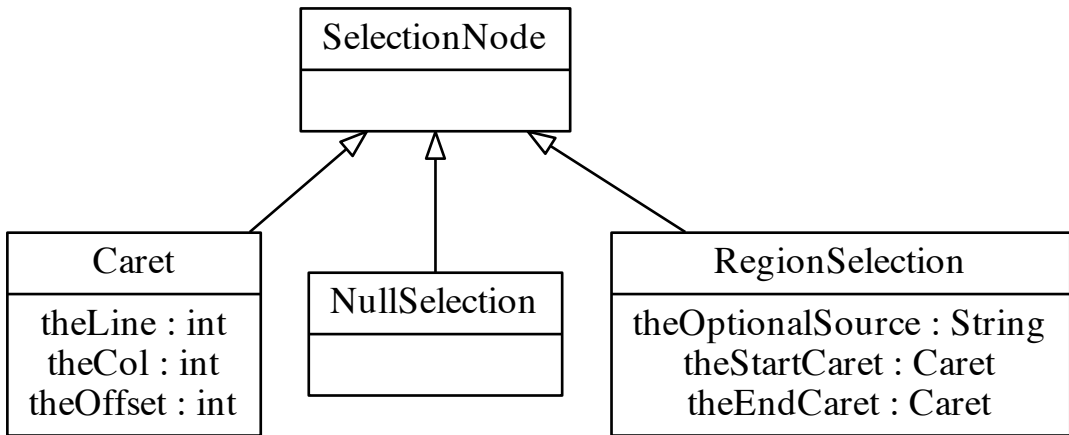 SelectionNode
Caret
theLine : int
theCol : int
theOffset : int
NullSelection
RegionSelection
theOptionalSource : String
theStartCaret : Caret
theEndCaret : Caret